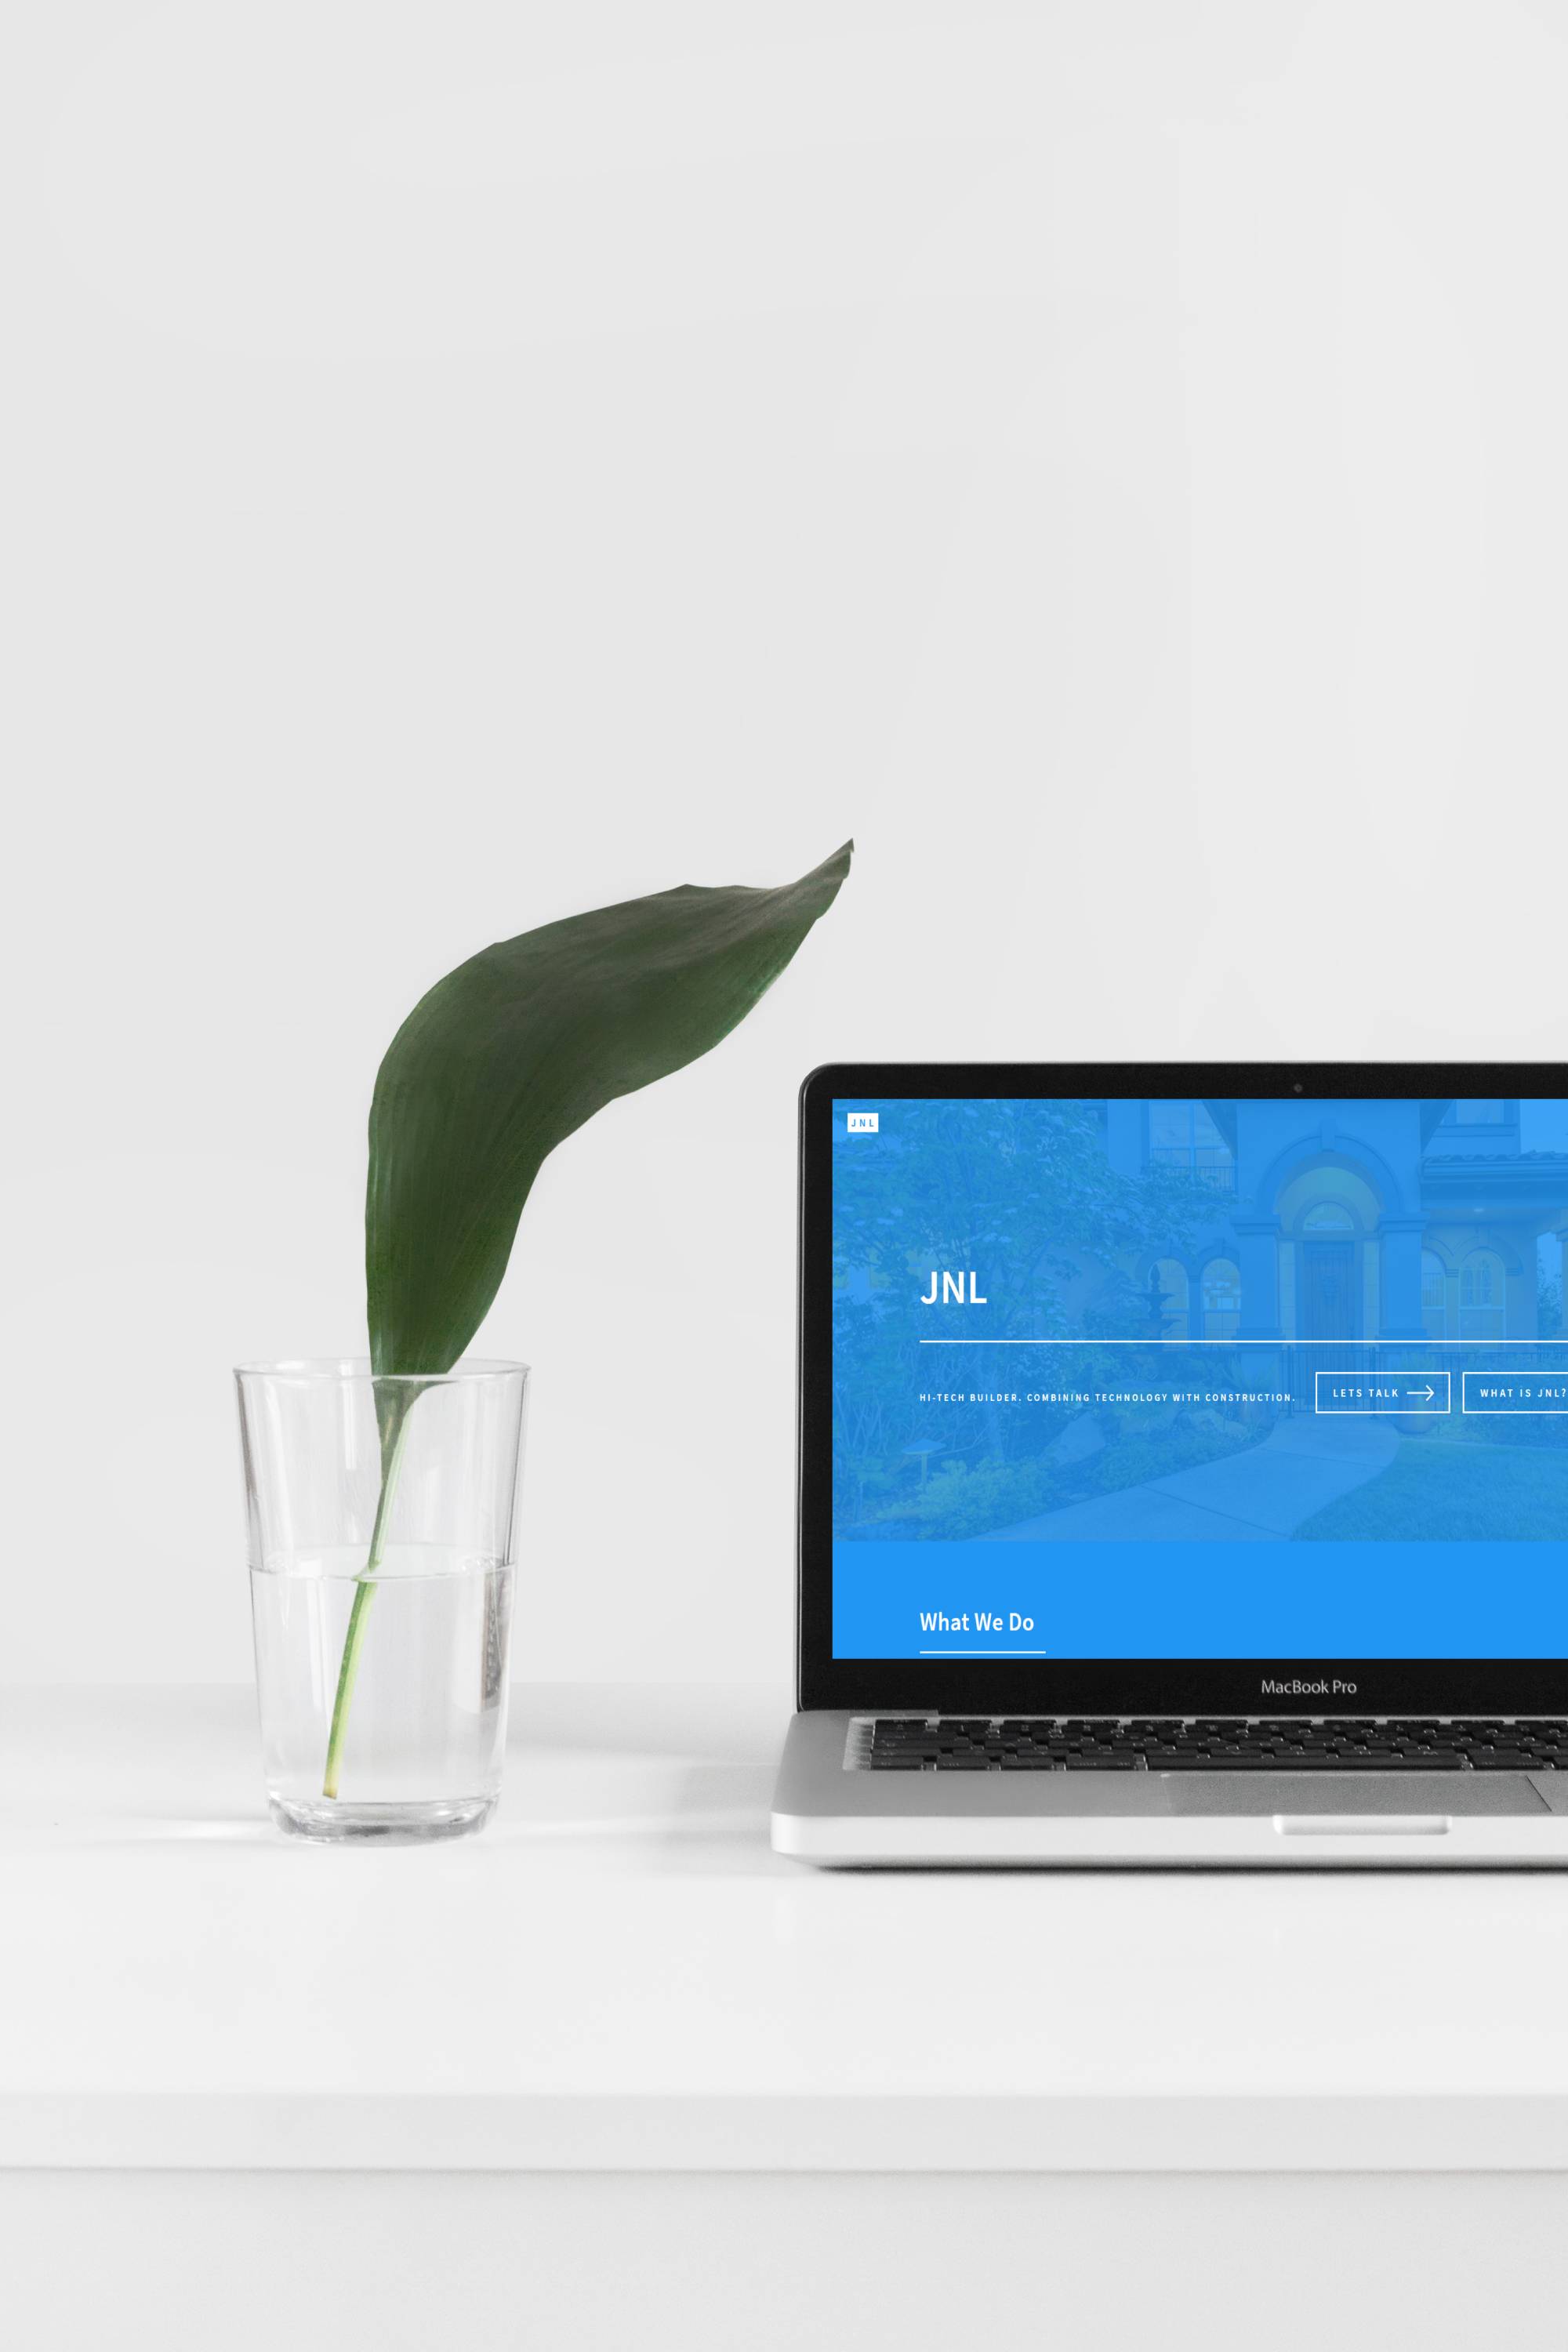 JNL
JNL
HI-TECH BUILDER. COMBINING TECHNOLOGY WITH CONSTRUCTION.
LETS TALK
WHAT IS JNL?
What We Do
MacBook Pro